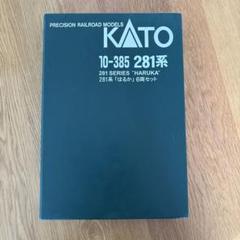 PRECISION RAILROAD MODELS
KATO
10-385 281系
281 SERIES "HARUKA"
281系「はるか」6両セット